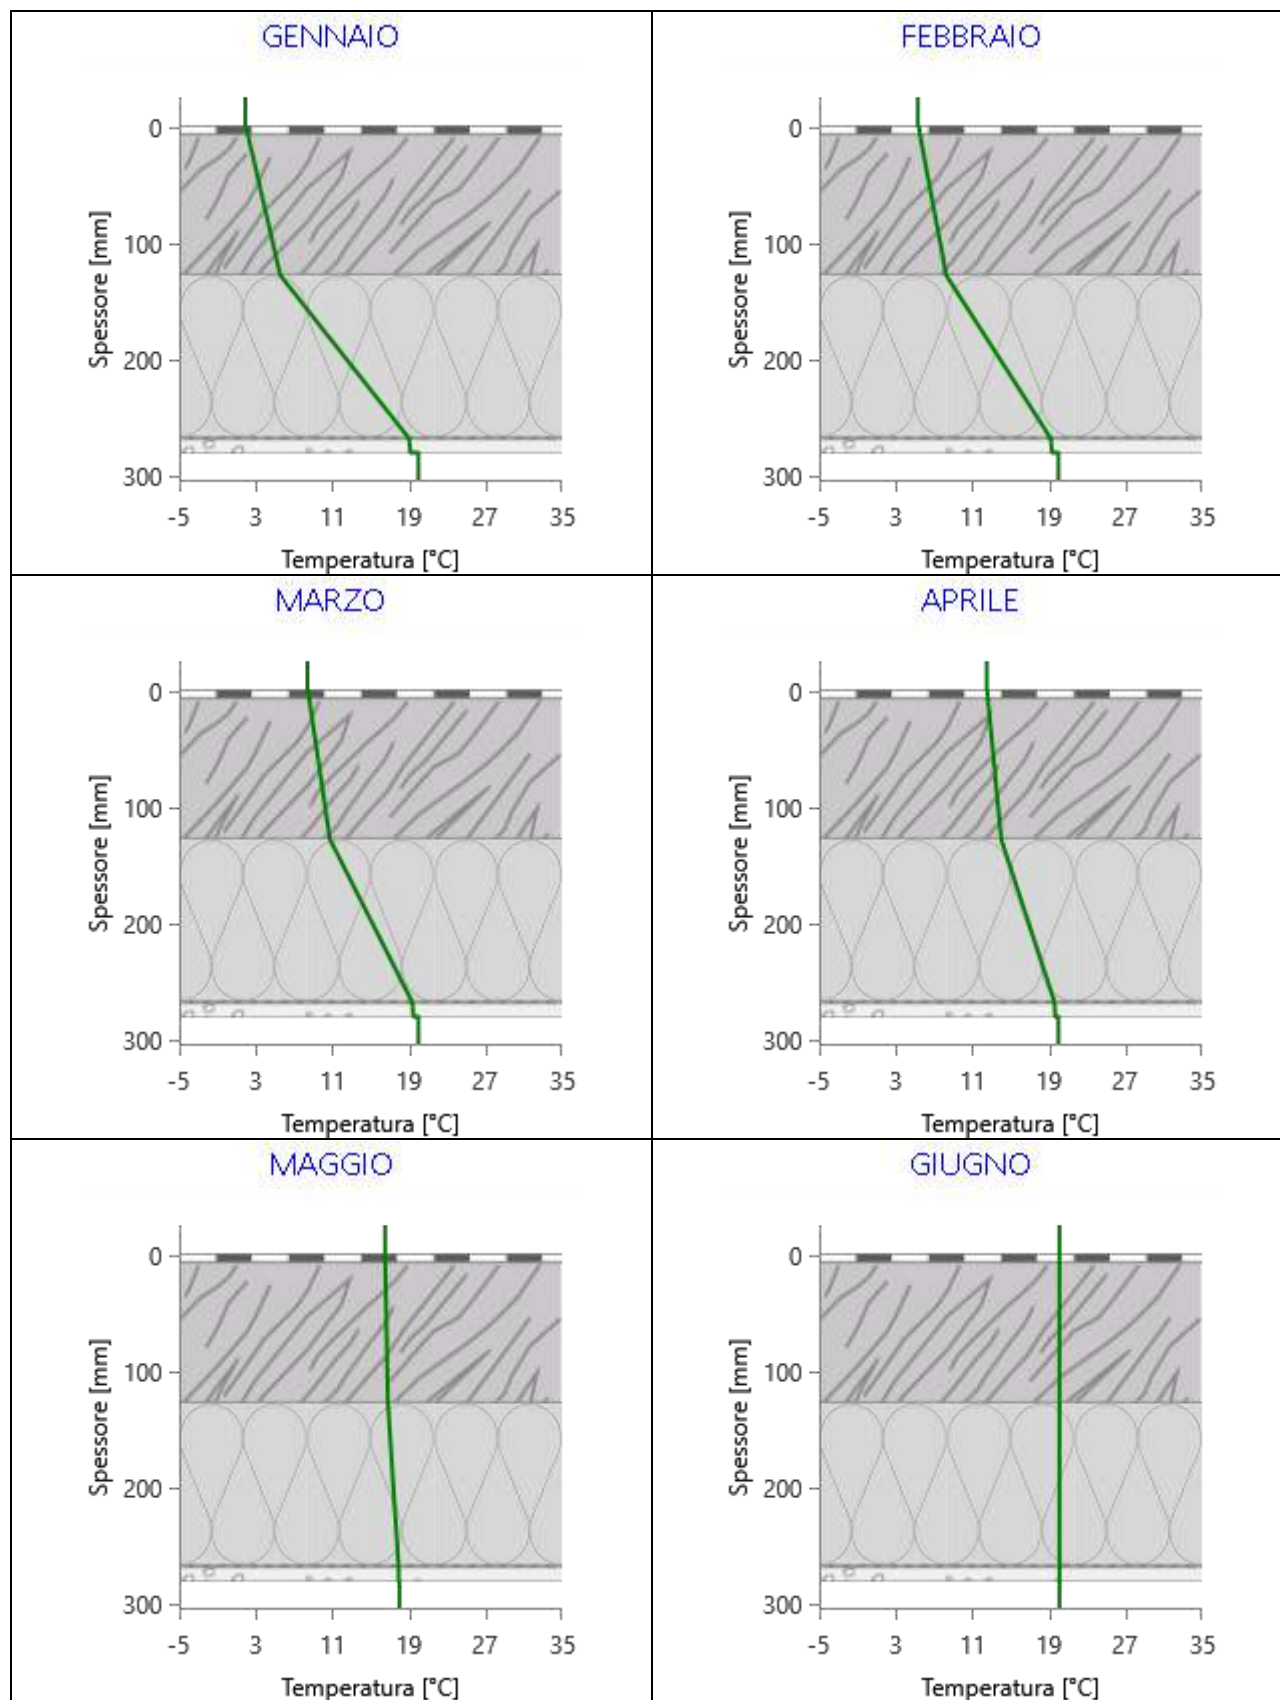 GENNAIO
0
100
200
300
Spessore [mm]
-5 3 11 19 27 35
Temperatura [°C]
FEBBRAIO
0
100
200
300
Spessore [mm]
-5 3 11 19 27 35
Temperatura [°C]
MARZO
0
100
200
300
Spessore [mm]
-5 3 11 19 27 35
Temperatura [°C]
APRILE
0
100
200
300
Spessore [mm]
-5 3 11 19 27 35
Temperatura [°C]
MAGGIO
0
100
200
300
Spessore [mm]
-5 3 11 19 27 35
Temperatura [°C]
GIUGNO
0
100
200
300
Spessore [mm]
-5 3 11 19 27 35
Temperatura [°C]